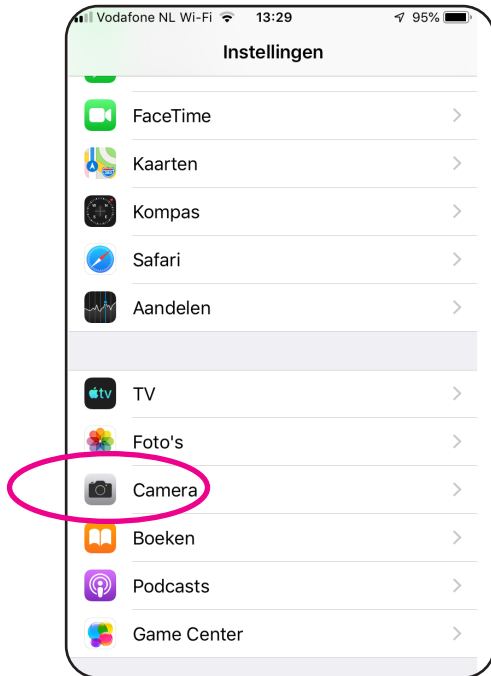 Vodafone NL Wi-Fi 13:29 95%
Instellingen
FaceTime
Kaarten
Kompas
Safari
Aandelen
tv TV
Foto's
Camera
Boeken
Podcasts
Game Center